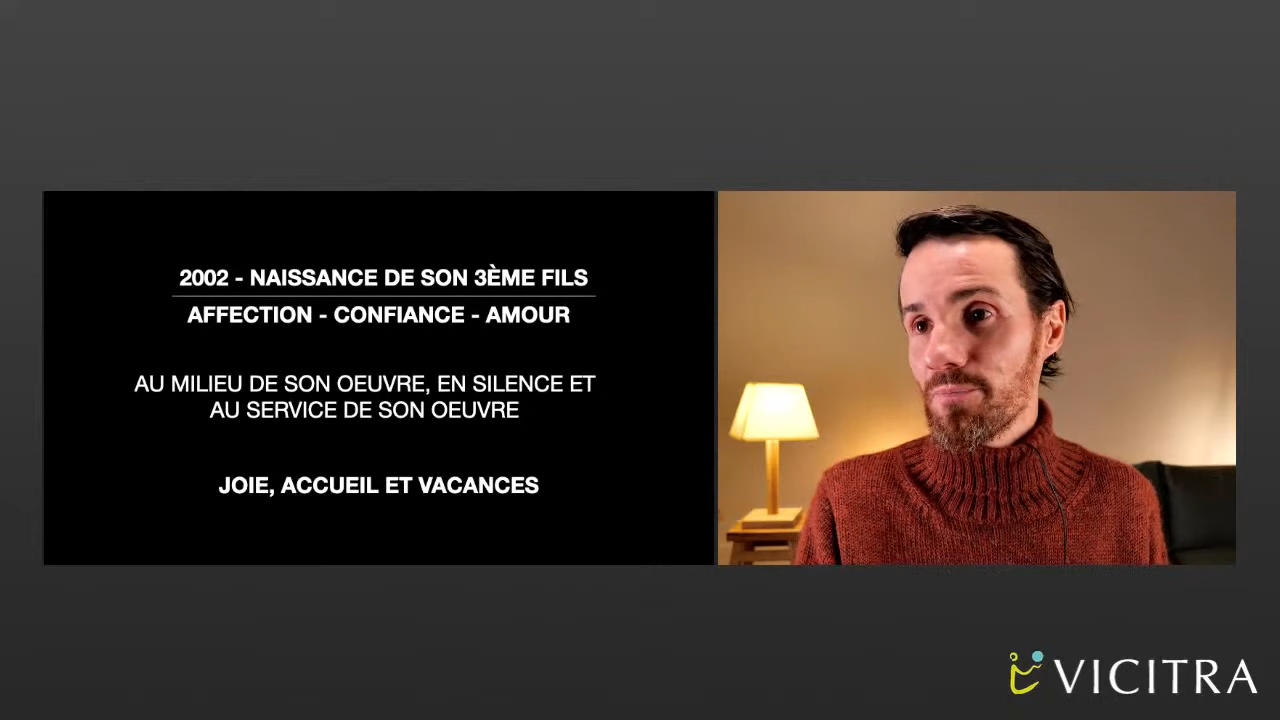 2002 - NAISSANCE DE SON 3ÈME FILS
AFFECTION - CONFIANCE - AMOUR
AU MILIEU DE SON OEUVRE, EN SILENCE ET
AU SERVICE DE SON OEUVRE
JOIE, ACCUEIL ET VACANCES
VICITRA